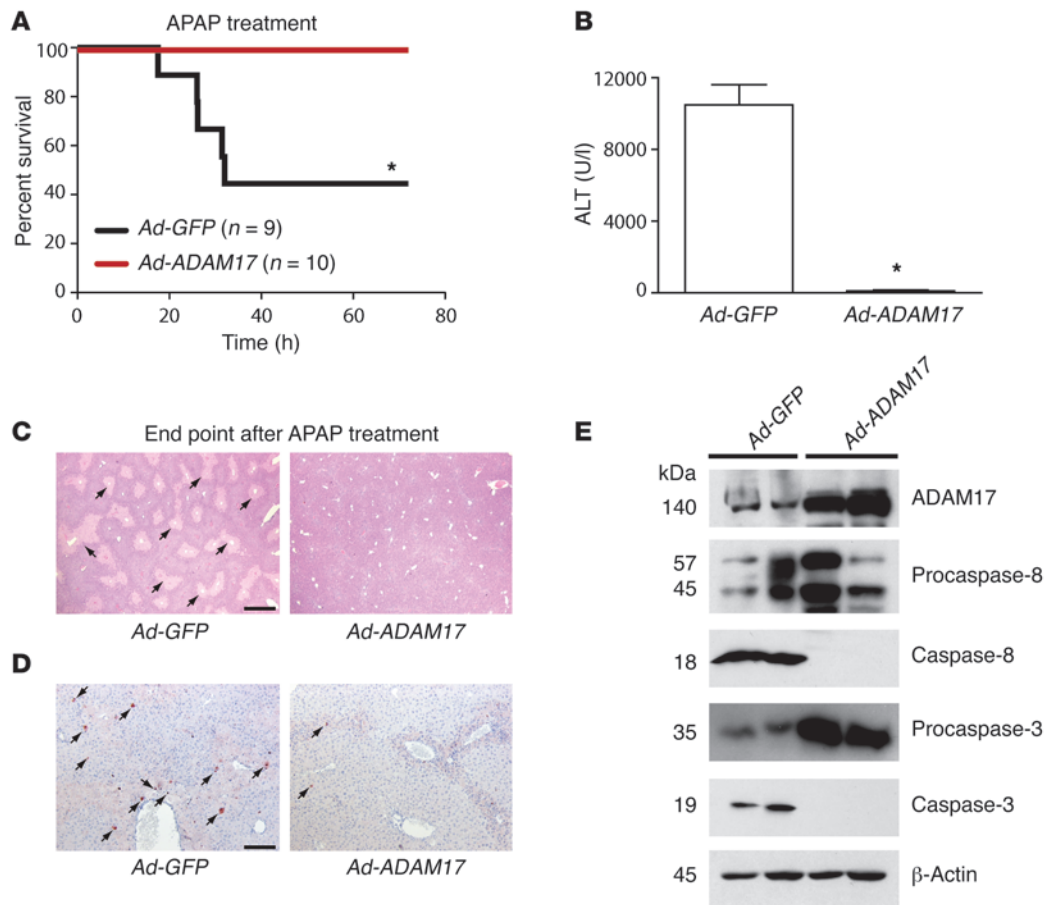 A
APAP treatment
Percent survival
100
80
60
40
20
0
0 20 40 60 80
Time (h)
*
Ad-GFP (n = 9)
Ad-ADAM17 (n = 10)
B
ALT (U/l)
12000
10000
4000
0
*
Ad-GFP Ad-ADAM17
C
End point after APAP treatment
Ad-GFP Ad-ADAM17
D
Ad-GFP Ad-ADAM17
E
Ad-GFP Ad-ADAM17
kDa
140 ADAM17
57
45 Procaspase-8
18 Caspase-8
35 Procaspase-3
19 Caspase-3
45 β-Actin